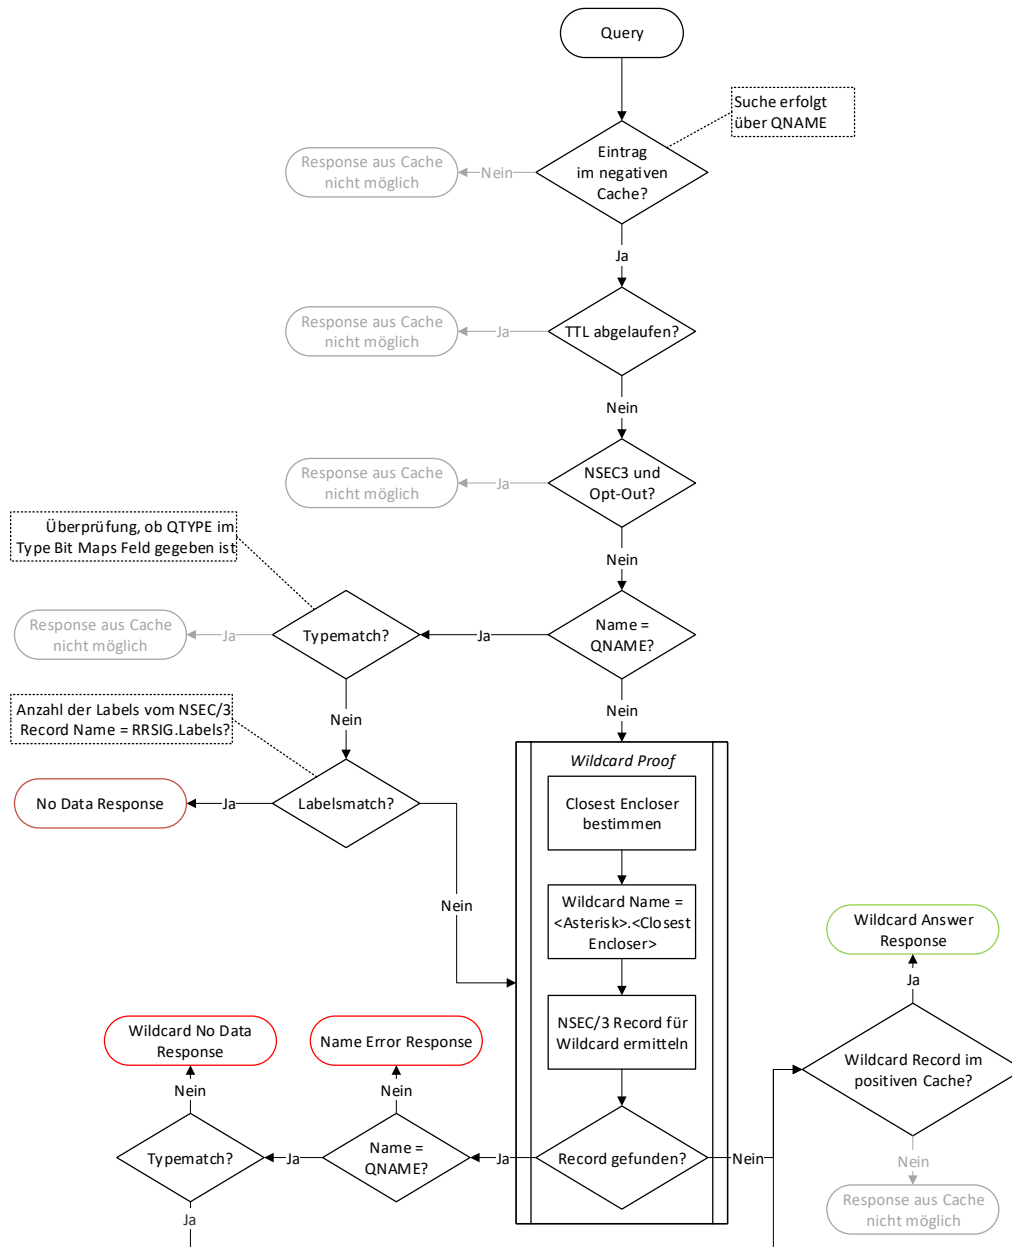 Query
Suche erfolgt
über QNAME
Eintrag
im negativen
Cache?
Nein
Response aus Cache
nicht möglich
Ja
TTL abgelaufen?
Ja
Response aus Cache
nicht möglich
Nein
NSEC3 und
Opt-Out?
Ja
Response aus Cache
nicht möglich
Nein
Überprüfung, ob QTYPE im
Type Bit Maps Feld gegeben ist
Name =
QNAME?
Ja
Typematch?
Ja
Response aus Cache
nicht möglich
Nein
Nein
Anzahl der Labels vom NSEC/3
Record Name = RRSIG.Labels?
Labelsmatch?
Ja
No Data Response
Nein
Wildcard Proof
Closest Encloser
bestimmen
Wildcard Name =
<Asterisk>.<Closest
Encloser>
NSEC/3 Record für
Wildcard ermitteln
Record gefunden?
Ja
Name =
QNAME?
Nein
Name Error Response
Ja
Typematch?
Nein
Wildcard No Data
Response
Ja
Nein
Wildcard Record im
positiven Cache?
Ja
Wildcard Answer
Response
Nein
Response aus Cache
nicht möglich